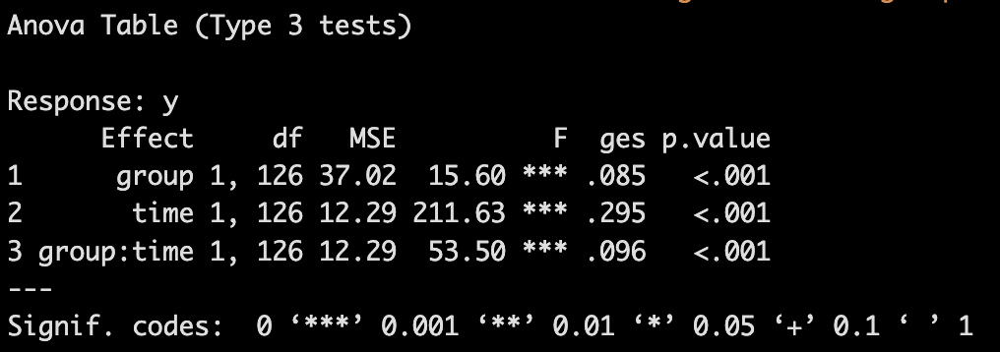 Anova Table (Type 3 tests)
Response: y
Effect df MSE F ges p.value
1 group 1, 126 37.02 15.60 *** .085 <.001
2 time 1, 126 12.29 211.63 *** .295 <.001
3 group:time 1, 126 12.29 53.50 *** .096 <.001
---
Signif. codes: 0 ‘***’ 0.001 ‘**’ 0.01 ‘*’ 0.05 ‘+’ 0.1 ‘ ’ 1